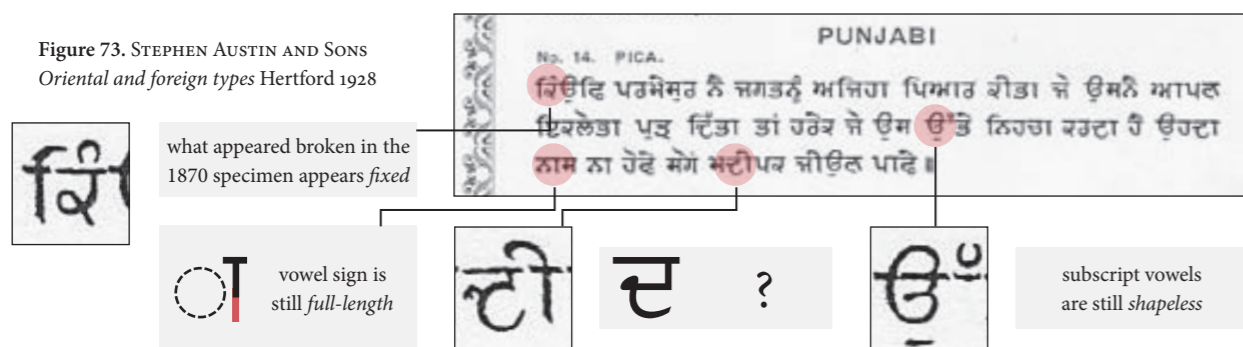 Figure 73. STEPHEN AUSTIN AND SONS
Oriental and foreign types Hertford 1928
PUNJABI
No. 14. PICA.
ਕਿੰਉਕਿ ਪਰਮੇਸੁਰ ਨੈ ਜਗਤਨੂੰ ਅਜਿਹਾ ਪਿਆਰ ਕੀਤਾ ਜੋ ਉਸਨੈ ਆਪਣ
ਇਕਲੋਤਾ ਪੁਤ੍ਰ ਦਿੱਤਾ ਤਾਂ ਹਰੇਕ ਜੋ ਉਸ ਉੱਤੇ ਨਿਹਚਾ ਕਰਦਾ ਹੈ ਉਹਦਾ
ਨਾਸ ਨਾ ਹੋਵੇ ਸਗੋਂ ਸਦੀਪਕ ਜੀਉਣ ਪਾਵੇ॥
ਕਿੰ
what appeared broken in the
1870 specimen appears fixed
ਾ
vowel sign is
still full-length
ਦੀ
ਦ ?
ਉੱ
subscript vowels
are still shapeless